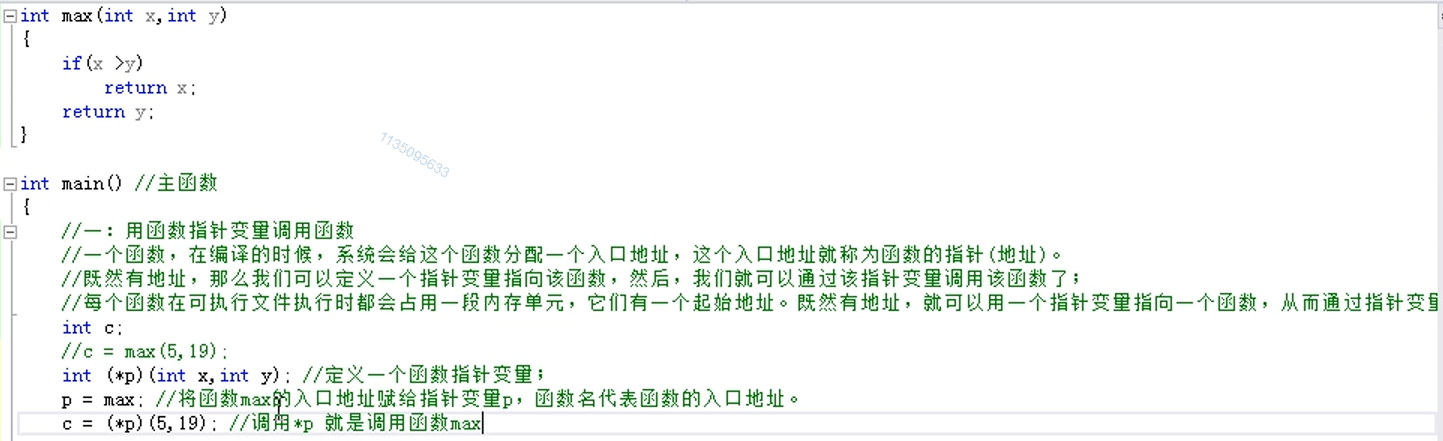 int max(int x,int y)
{
if(x >y)
return x;
return y;
}
1135095633
int main() //主函数
{
//一: 用函数指针变量调用函数
//一个函数，在编译的时候，系统会给这个函数分配一个入口地址，这个入口地址就称为函数的指针(地址)。
//既然有地址，那么我们可以定义一个指针变量指向该函数，然后，我们就可以通过该指针变量调用该函数了；
//每个函数在可执行文件执行时都会占用一段内存单元，它们有一个起始地址。既然有地址，就可以用一个指针变量指向一个函数，从而通过指针变量
int c;
//c = max(5,19);
int (*p)(int x,int y); //定义一个函数指针变量；
p = max; //将函数max的入口地址赋给指针变量p，函数名代表函数的入口地址。
c = (*p)(5,19); //调用*p 就是调用函数max